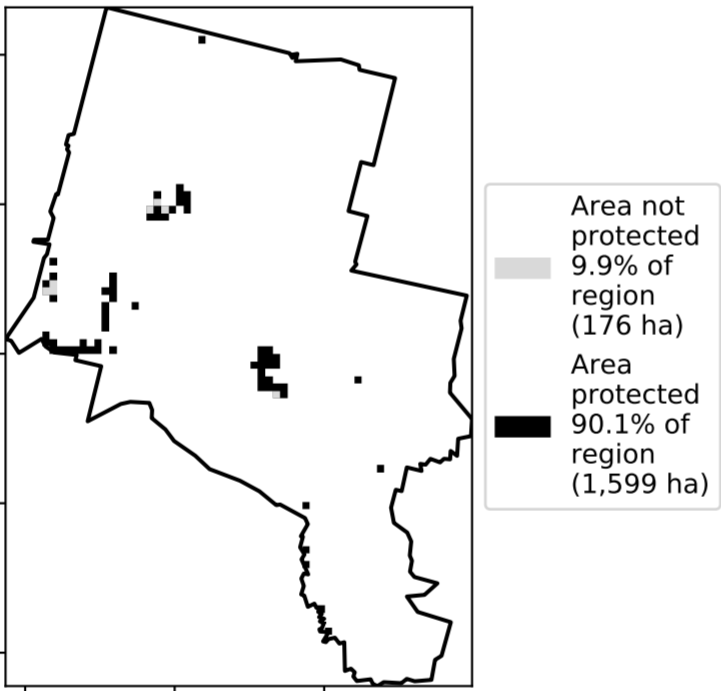 Area not
protected
9.9% of
region
(176 ha)
Area
protected
90.1% of
region
(1,599 ha)